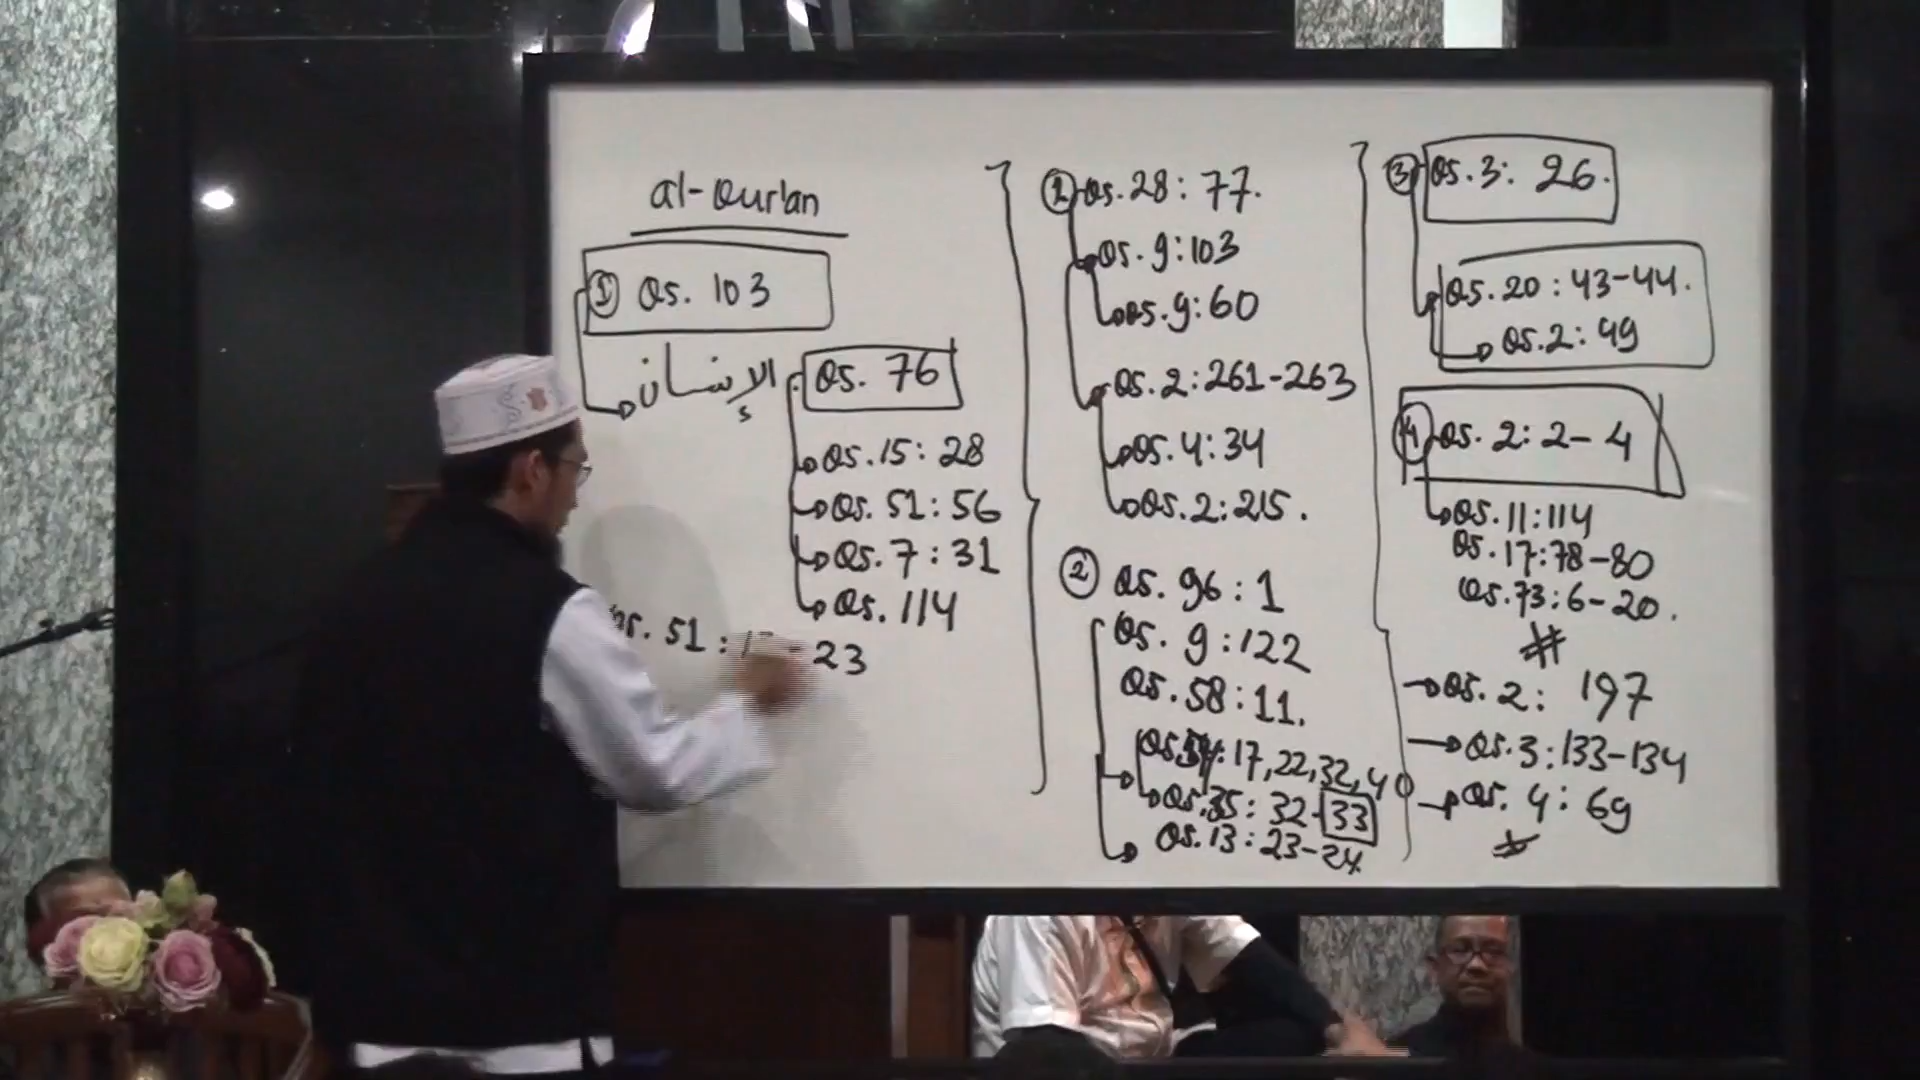 al-Qur'an
① Qs. 103
الإنسان
Qs. 76
Qs. 15: 28
Qs. 51: 56
Qs. 7: 31
Qs. 114
Qs. 51: 23
① Qs. 28: 77.
Qs. 9: 103
Qs. 9: 60
Qs. 2: 261-263
Qs. 4: 34
Qs. 2: 215.
② Qs. 96: 1
Qs. 9: 122
Qs. 58: 11.
Qs. 54: 17, 22, 32, 40
Qs. 35: 32-33
Qs. 13: 23-24.
③ Qs. 3: 26.
Qs. 20: 43-44.
Qs. 2: 49
④ Qs. 2: 2-4
Qs. 11: 114
Qs. 17: 78-80
Qs. 73: 6-20.
#
Qs. 2: 197
Qs. 3: 133-134
Qs. 4: 69
#